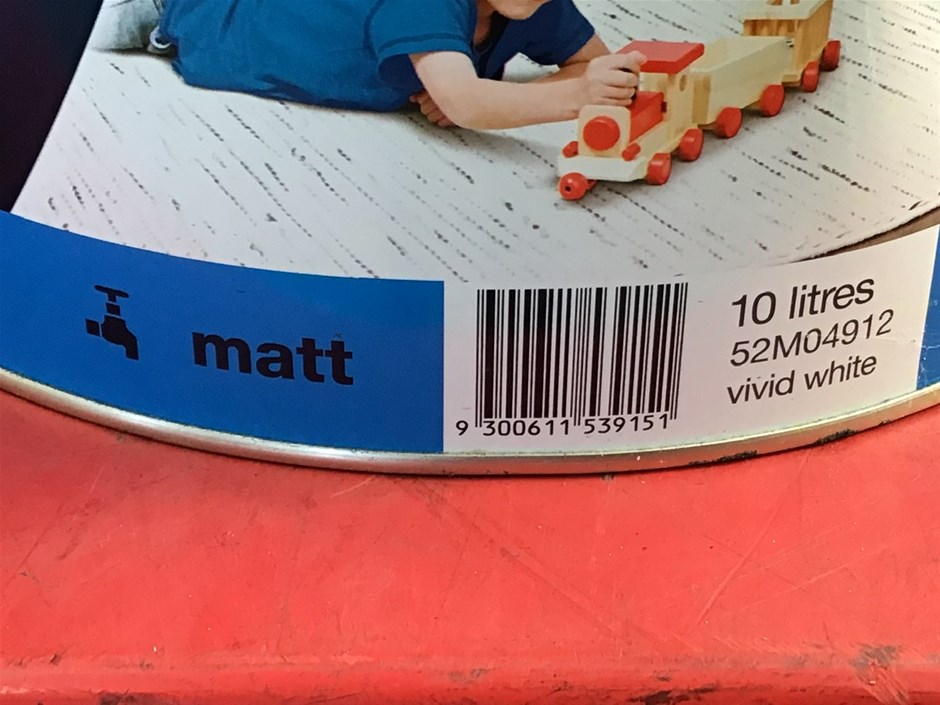 matt
9 300611 539151
10 litres
52M04912
vivid white